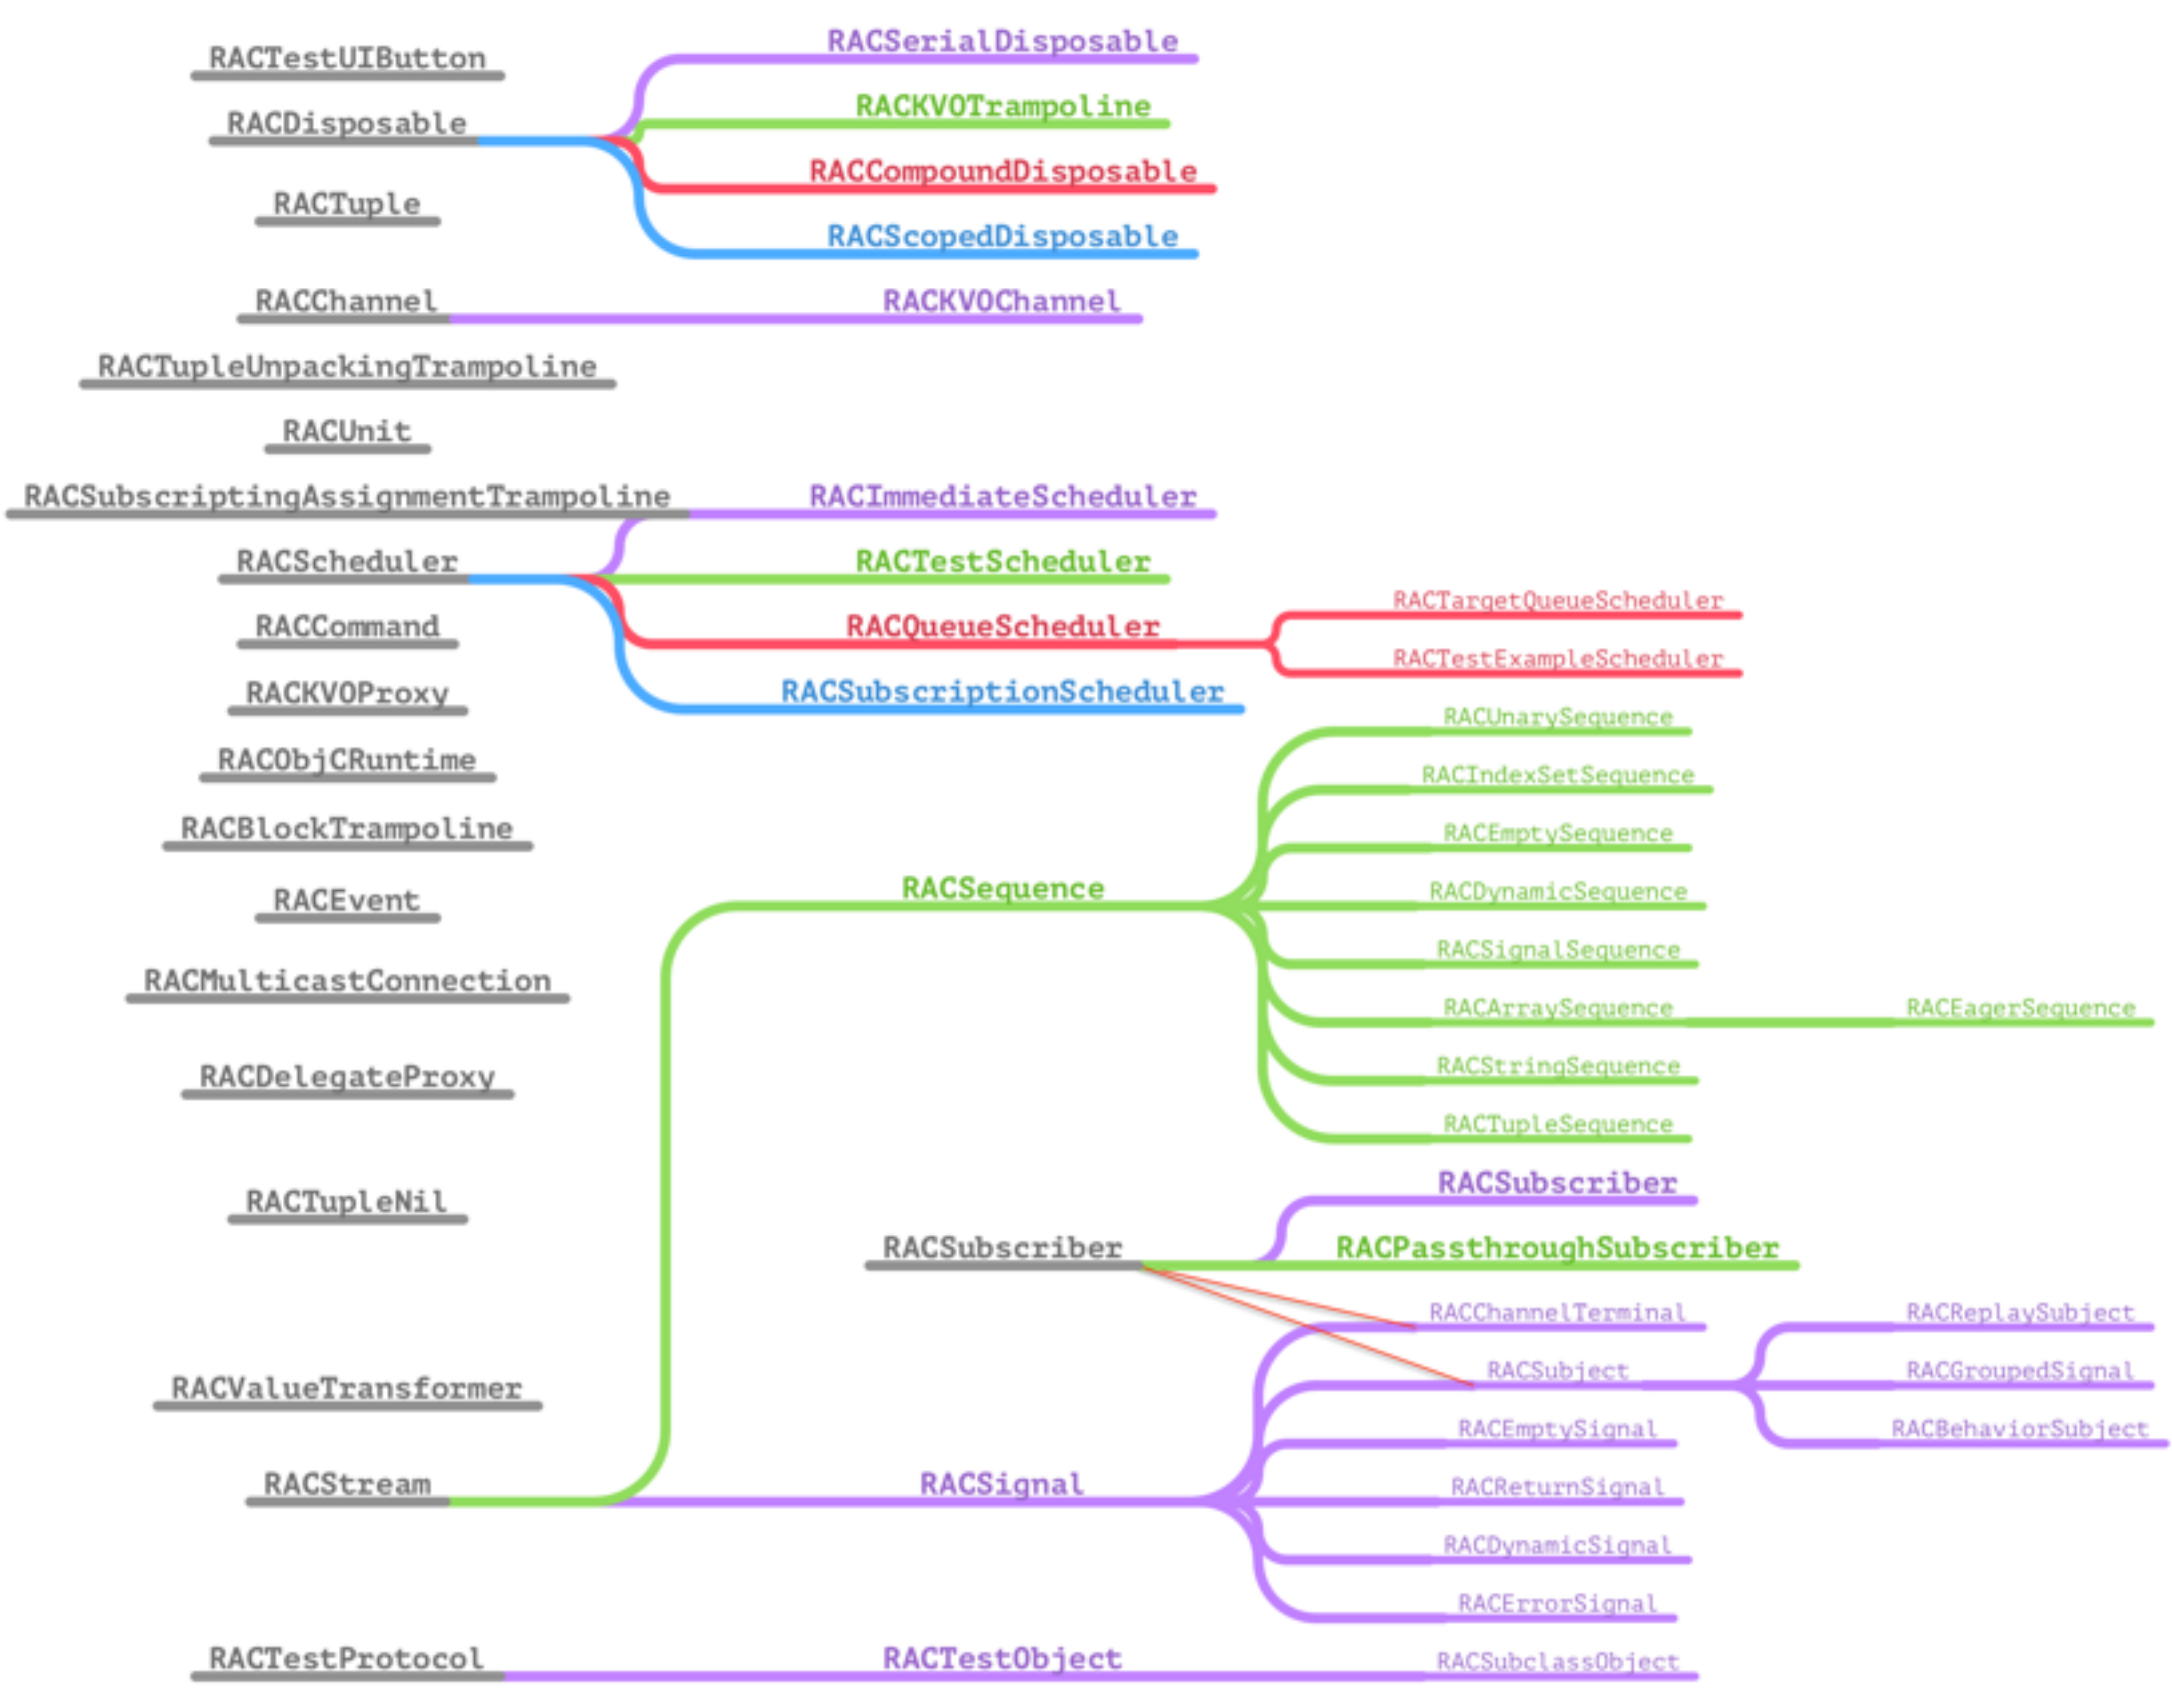 RACTestUIButton
RACDisposable
RACSerialDisposable
RACKVOTrampoline
RACCompoundDisposable
RACScopedDisposable
RACTuple
RACChannel
RACKVOChannel
RACTupleUnpackingTrampoline
RACUnit
RACSubscriptingAssignmentTrampoline
RACScheduler
RACImmediateScheduler
RACTestScheduler
RACQueueScheduler
RACTargetQueueScheduler
RACTestExampleScheduler
RACSubscriptionScheduler
RACCommand
RACKVOProxy
RACObjCRuntime
RACBlockTrampoline
RACEvent
RACMulticastConnection
RACDelegateProxy
RACTupleNil
RACValueTransformer
RACStream
RACSequence
RACUnarySequence
RACIndexSetSequence
RACEmptySequence
RACDynamicSequence
RACSignalSequence
RACArraySequence
RACEagerSequence
RACStringSequence
RACTupleSequence
RACSubscriber
RACSubscriber
RACPassthroughSubscriber
RACSignal
RACChannelTerminal
RACSubject
RACReplaySubject
RACGroupedSignal
RACBehaviorSubject
RACEmptySignal
RACReturnSignal
RACDynamicSignal
RACErrorSignal
RACTestProtocol
RACTestObject
RACSubclassObject